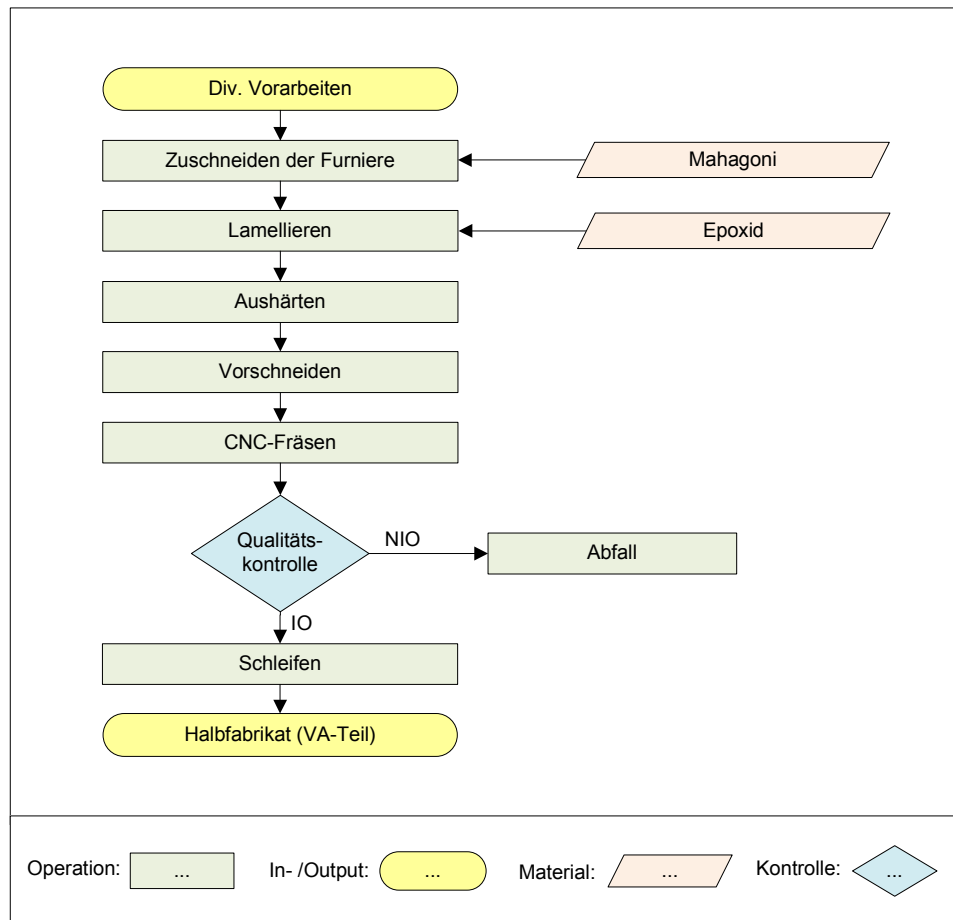 Div. Vorarbeiten
Zuschneiden der Furniere
Mahagoni
Lamellieren
Epoxid
Aushärten
Vorschneiden
CNC-Fräsen
Qualitäts-
kontrolle
NIO
Abfall
IO
Schleifen
Halbfabrikat (VA-Teil)
Operation: ... In- /Output: ... Material: ... Kontrolle: ...